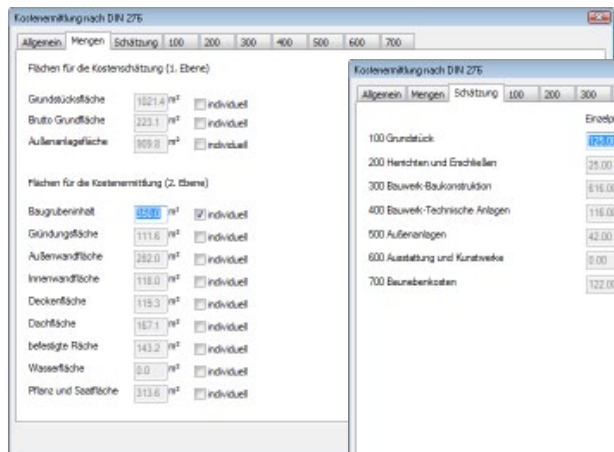 Kostenermittlung nach DIN 276
Allgemein Mengen Schätzung 100 200 300 400 500 600 700
Flächen für die Kostenschätzung (1. Ebene)
Grundstücksfläche 1021.4 m² individuell
Brutto Grundfläche 223.1 m² individuell
Außenanlagefläche 909.8 m² individuell
Flächen für die Kostenermittlung (2. Ebene)
Baugrubeninhalt m³ individuell
Gründungsfläche 111.6 m² individuell
Außenwandfläche 282.0 m² individuell
Innenwandfläche 118.0 m² individuell
Deckenfläche 115.3 m² individuell
Dachfläche 167.1 m² individuell
befestigte Fläche 143.2 m² individuell
Wasserfläche 0.0 m² individuell
Pflanz und Saatfläche 313.6 m² individuell
Kostenermittlung nach DIN 276
Allgemein Mengen Schätzung 100 200 300
Einzelp
100 Grundstück 125.00
200 Herrichten und Erschließen 25.00
300 Bauwerk-Baukonstruktion 616.00
400 Bauwerk-Technische Anlagen 116.00
500 Außenanlagen 42.00
600 Ausstattung und Kunstwerke 0.00
700 Baunebenkosten 122.00